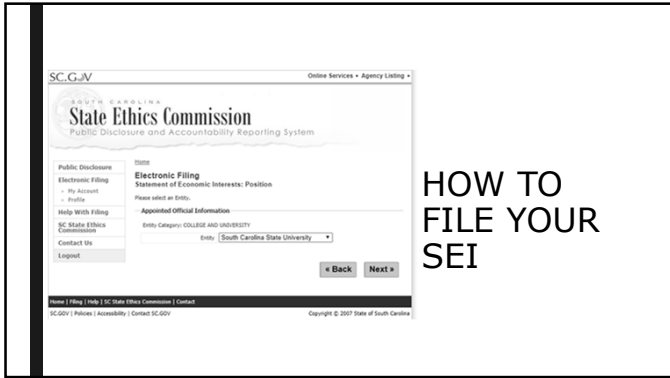 SC.GOV
Online Services • Agency Listing •
SOUTH CAROLINA
State Ethics Commission
Public Disclosure and Accountability Reporting System
Public Disclosure
Electronic Filing
- My Account
- Profile
Help With Filing
SC State Ethics
Commission
Contact Us
Logout
Home
Electronic Filing
Statement of Economic Interests: Position
Please select an Entity.
Appointed Official Information
Entity Category: COLLEGE AND UNIVERSITY
Entity South Carolina State University
« Back Next »
Home | Filing | Help | SC State Ethics Commission | Contact
SC.GOV | Policies | Accessibility | Contact SC.GOV
Copyright © 2007 State of South Carolina
HOW TO
FILE YOUR
SEI